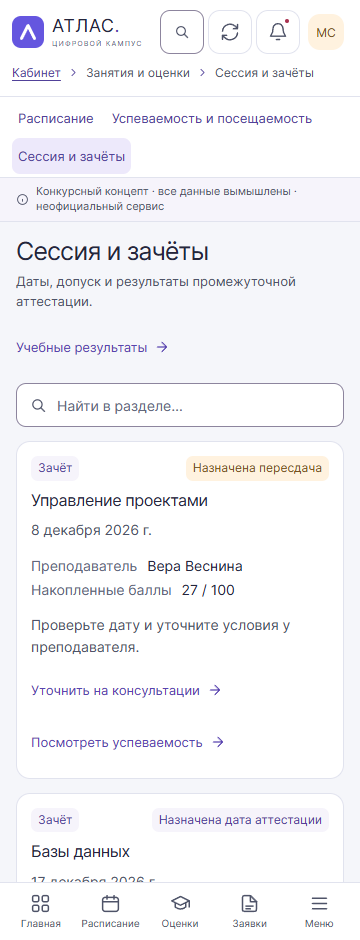 АТЛАС.
ЦИФРОВОЙ КАМПУС
МС
Кабинет > Занятия и оценки > Сессия и зачёты
Расписание Успеваемость и посещаемость
Сессия и зачёты
Конкурсный концепт · все данные вымышлены ·
неофициальный сервис
Сессия и зачёты
Даты, допуск и результаты промежуточной
аттестации.
Учебные результаты →
Найти в разделе...
Зачёт Назначена пересдача
Управление проектами
8 декабря 2026 г.
Преподаватель Вера Веснина
Накопленные баллы 27 / 100
Проверьте дату и уточните условия у
преподавателя.
Уточнить на консультации →
Посмотреть успеваемость →
Зачёт Назначена дата аттестации
Базы данных
17 декабря 2026 г.
Главная Расписание Оценки Заявки Меню